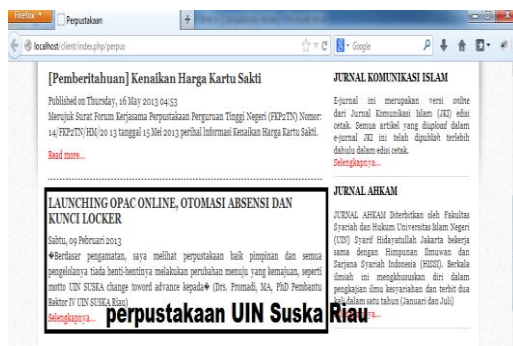 Firefox
Perpustakaan
localhost/client/index.php/perpus
Google
[Pemberitahuan] Kenaikan Harga Kartu Sakti
Published on Thursday, 16 May 2013 04:53
Merujuk Surat Forum Kerjasama Perpustakaan Perguruan Tinggi Negeri (FKP2TN) Nomor:
14/FKP2TN/HM/20 13 tanggal 15 Mei 2013 perihal Informasi Kenaikan Harga Kartu Sakti.
Read more...
LAUNCHING OPAC ONLINE, OTOMASI ABSENSI DAN
KUNCI LOCKER
Sabtu, 09 Pebruari 2013
�Berdasar pengamatan, saya melihat perpustakaan baik pimpinan dan semua
pengelolanya tiada henti-hentinya melakukan perubahan menuju yang kemajuan, seperti
motto UIN SUSKA change toword advance kepada� (Drs. Promadi, MA, PhD Pembantu
Rektor IV UIN SUSKA Riau)
Selengkapnya...
perpustakaan UIN Suska Riau
JURNAL KOMUNIKASI ISLAM
E-jurnal ini merupakan versi online
dari Jurnal Komunikasi Islam (JKI) edisi
cetak. Semua artikel yang diupload dalam
e-jurnal JKI ini telah dipublish terlebih
dahulu dalam edisi cetak.
Selengkapnya...
JURNAL AHKAM
JURNAL AHKAM Diterbitkan oleh Fakultas
Syariah dan Hukum Universitas Islam Negeri
(UIN) Syarif Hidayatullah Jakarta bekerja
sama dengan Himpunan Ilmuwan dan
Sarjana Syariah Indonesia (HISSI). Berkala
ilmiah ini mengkhususkan diri dalam
pengkajian ilmu kesyariahan dan terbit dua
kali dalam satu tahun (Januari dan Juli)